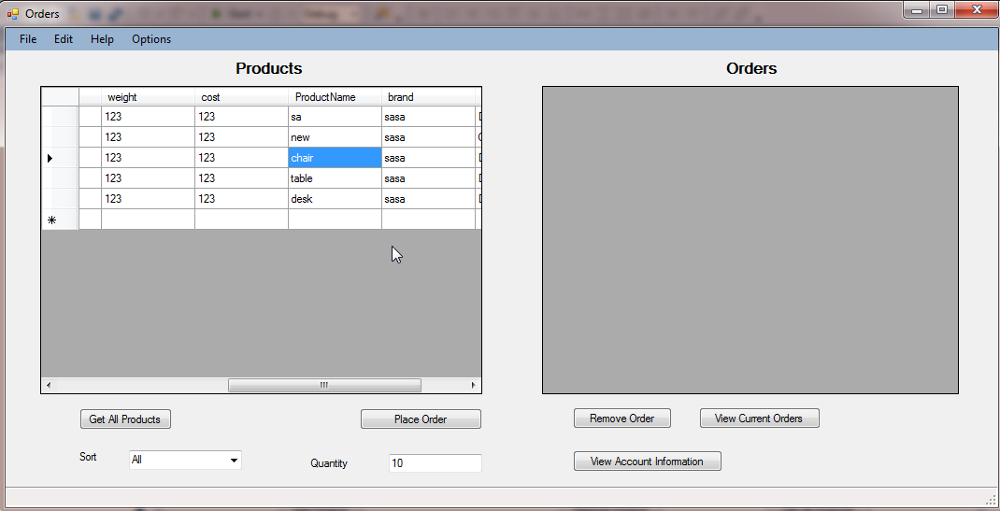 Orders
File Edit Help Options
Products
Orders
weight cost ProductName brand
123 123 sa sasa
123 123 new sasa
123 123 chair sasa
123 123 table sasa
123 123 desk sasa
Get All Products
Place Order
Remove Order
View Current Orders
Sort
All
Quantity
10
View Account Information